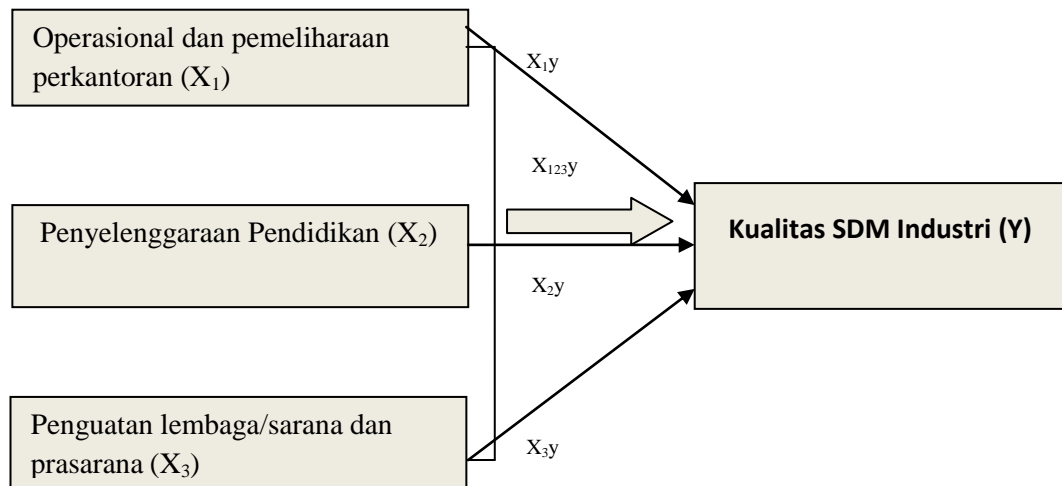 Operasional dan pemeliharaan
perkantoran (X₁)
X₁y
X₁₂₃y
Penyelenggaraan Pendidikan (X₂)
Kualitas SDM Industri (Y)
X₂y
Penguatan lembaga/sarana dan
prasarana (X₃)
X₃y